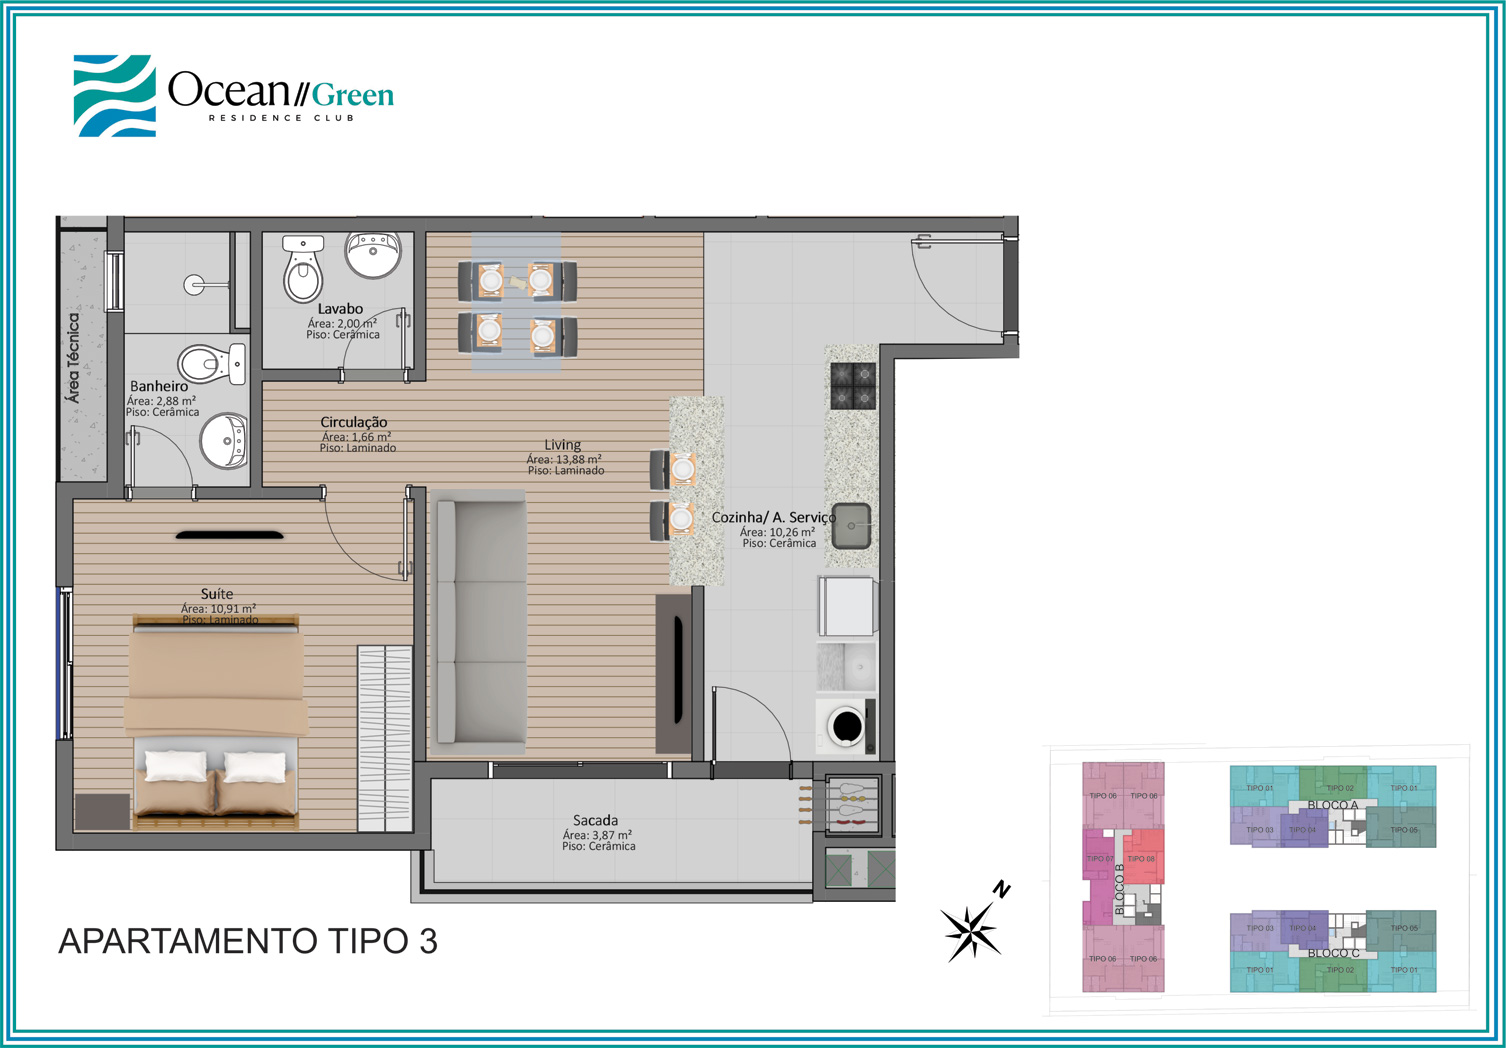 Ocean//Green
RESIDENCE CLUB
Área Técnica
Lavabo
Área: 2,00 m²
Piso: Cerâmica
Banheiro
Área: 2,88 m²
Piso: Cerâmica
Circulação
Área: 1,66 m²
Piso: Laminado
Living
Área: 13,88 m²
Piso: Laminado
Cozinha/ A. Serviço
Área: 10,26 m²
Piso: Cerâmica
Suíte
Área: 10,91 m²
Piso: Laminado
Sacada
Área: 3,87 m²
Piso: Cerâmica
APARTAMENTO TIPO 3
N
TIPO 06 TIPO 06
TIPO 07 TIPO 08
BLOCO B
TIPO 06 TIPO 06
TIPO 01 TIPO 02 TIPO 01
BLOCO A
TIPO 03 TIPO 04 TIPO 05
TIPO 03 TIPO 04 TIPO 05
BLOCO C
TIPO 01 TIPO 02 TIPO 01